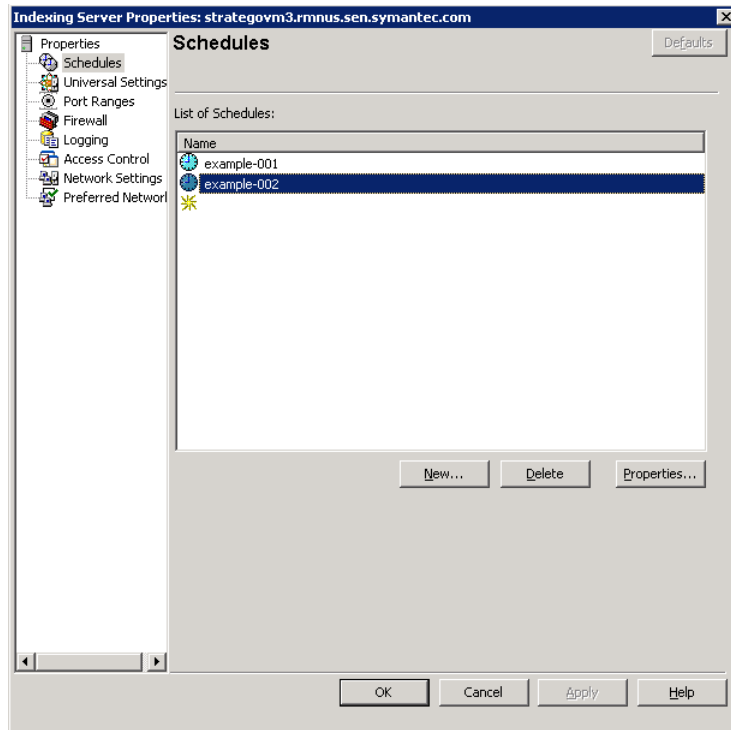 Indexing Server Properties: strategovm3.rmnus.sen.symantec.com
Properties
Schedules
Universal Settings
Port Ranges
Firewall
Logging
Access Control
Network Settings
Preferred Networl
Schedules
Defaults
List of Schedules:
Name
example-001
example-002
New...
Delete
Properties...
OK
Cancel
Apply
Help